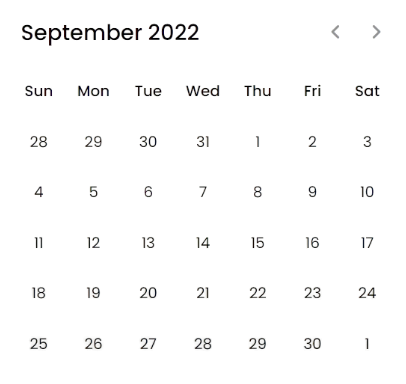 September 2022
Sun Mon Tue Wed Thu Fri Sat
28 29 30 31 1 2 3
4 5 6 7 8 9 10
11 12 13 14 15 16 17
18 19 20 21 22 23 24
25 26 27 28 29 30 1